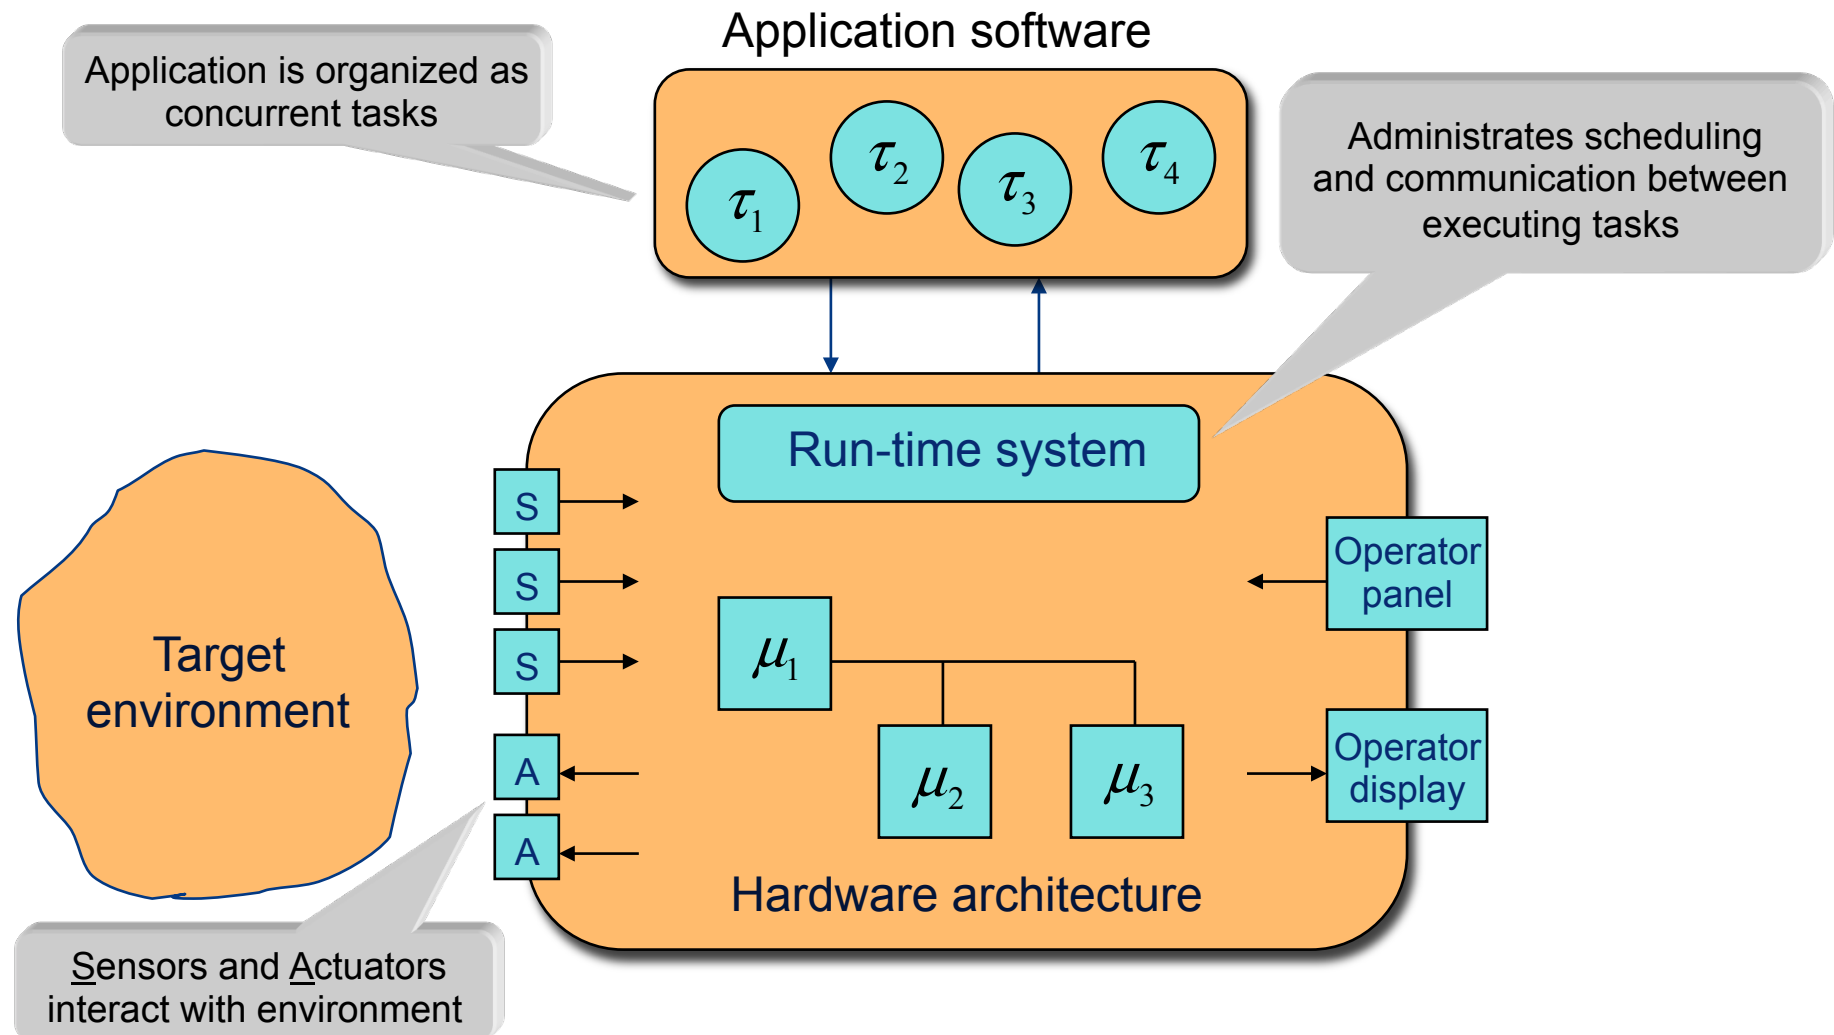 Application software
Application is organized as
concurrent tasks
τ1
τ2
τ3
τ4
Administrates scheduling
and communication between
executing tasks
Run-time system
S
S
S
A
A
Target
environment
μ1
μ2
μ3
Operator
panel
Operator
display
Hardware architecture
Sensors and Actuators
interact with environment